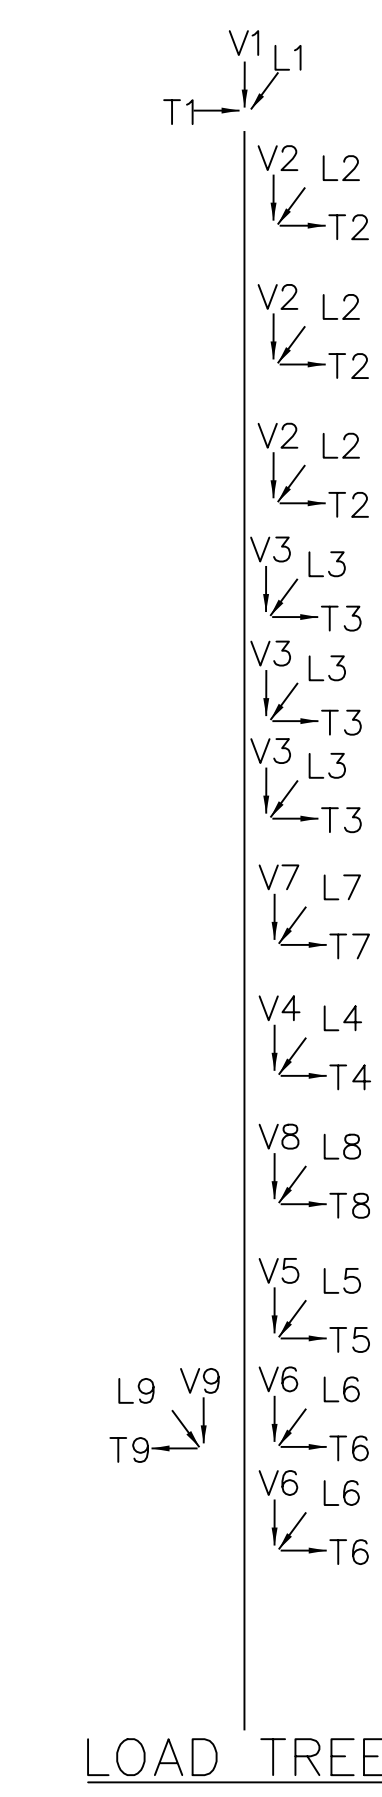 V1 L1
T1
V2 L2
T2
V2 L2
T2
V2 L2
T2
V3 L3
T3
V3 L3
T3
V3 L3
T3
V7 L7
T7
V4 L4
T4
V8 L8
T8
V5 L5
T5
L9 V9 V6 L6
T9 T6
V6 L6
T6
LOAD TREE